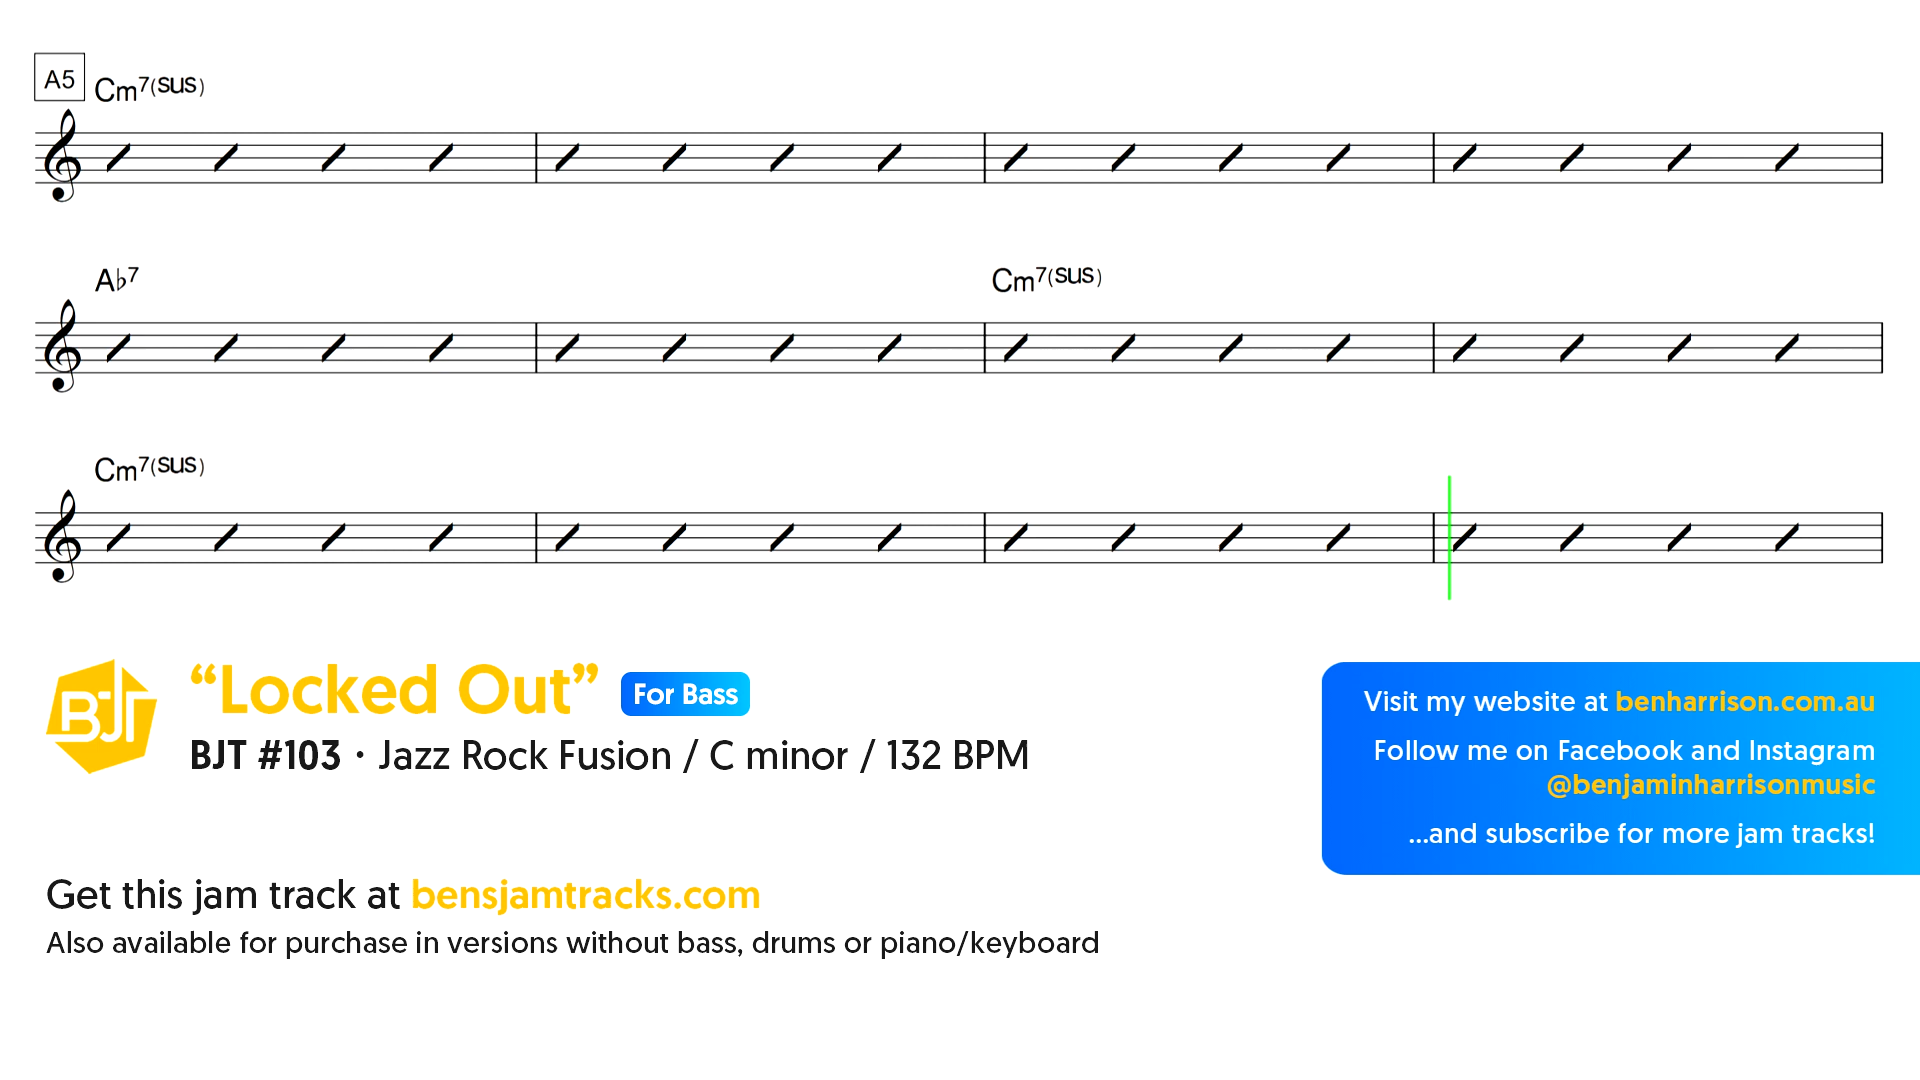 A5 Cm7(sus)
A♭7 Cm7(sus)
Cm7(sus)
BJT
“Locked Out” For Bass
BJT #103 · Jazz Rock Fusion / C minor / 132 BPM
Visit my website at benharrison.com.au
Follow me on Facebook and Instagram
@benjaminharrisonmusic
...and subscribe for more jam tracks!
Get this jam track at bensjamtracks.com
Also available for purchase in versions without bass, drums or piano/keyboard